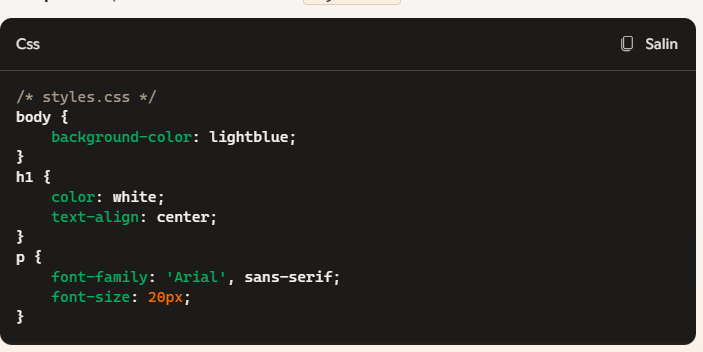 Css
Salin
/* styles.css */
body {
    background-color: lightblue;
}
h1 {
    color: white;
    text-align: center;
}
p {
    font-family: 'Arial', sans-serif;
    font-size: 20px;
}